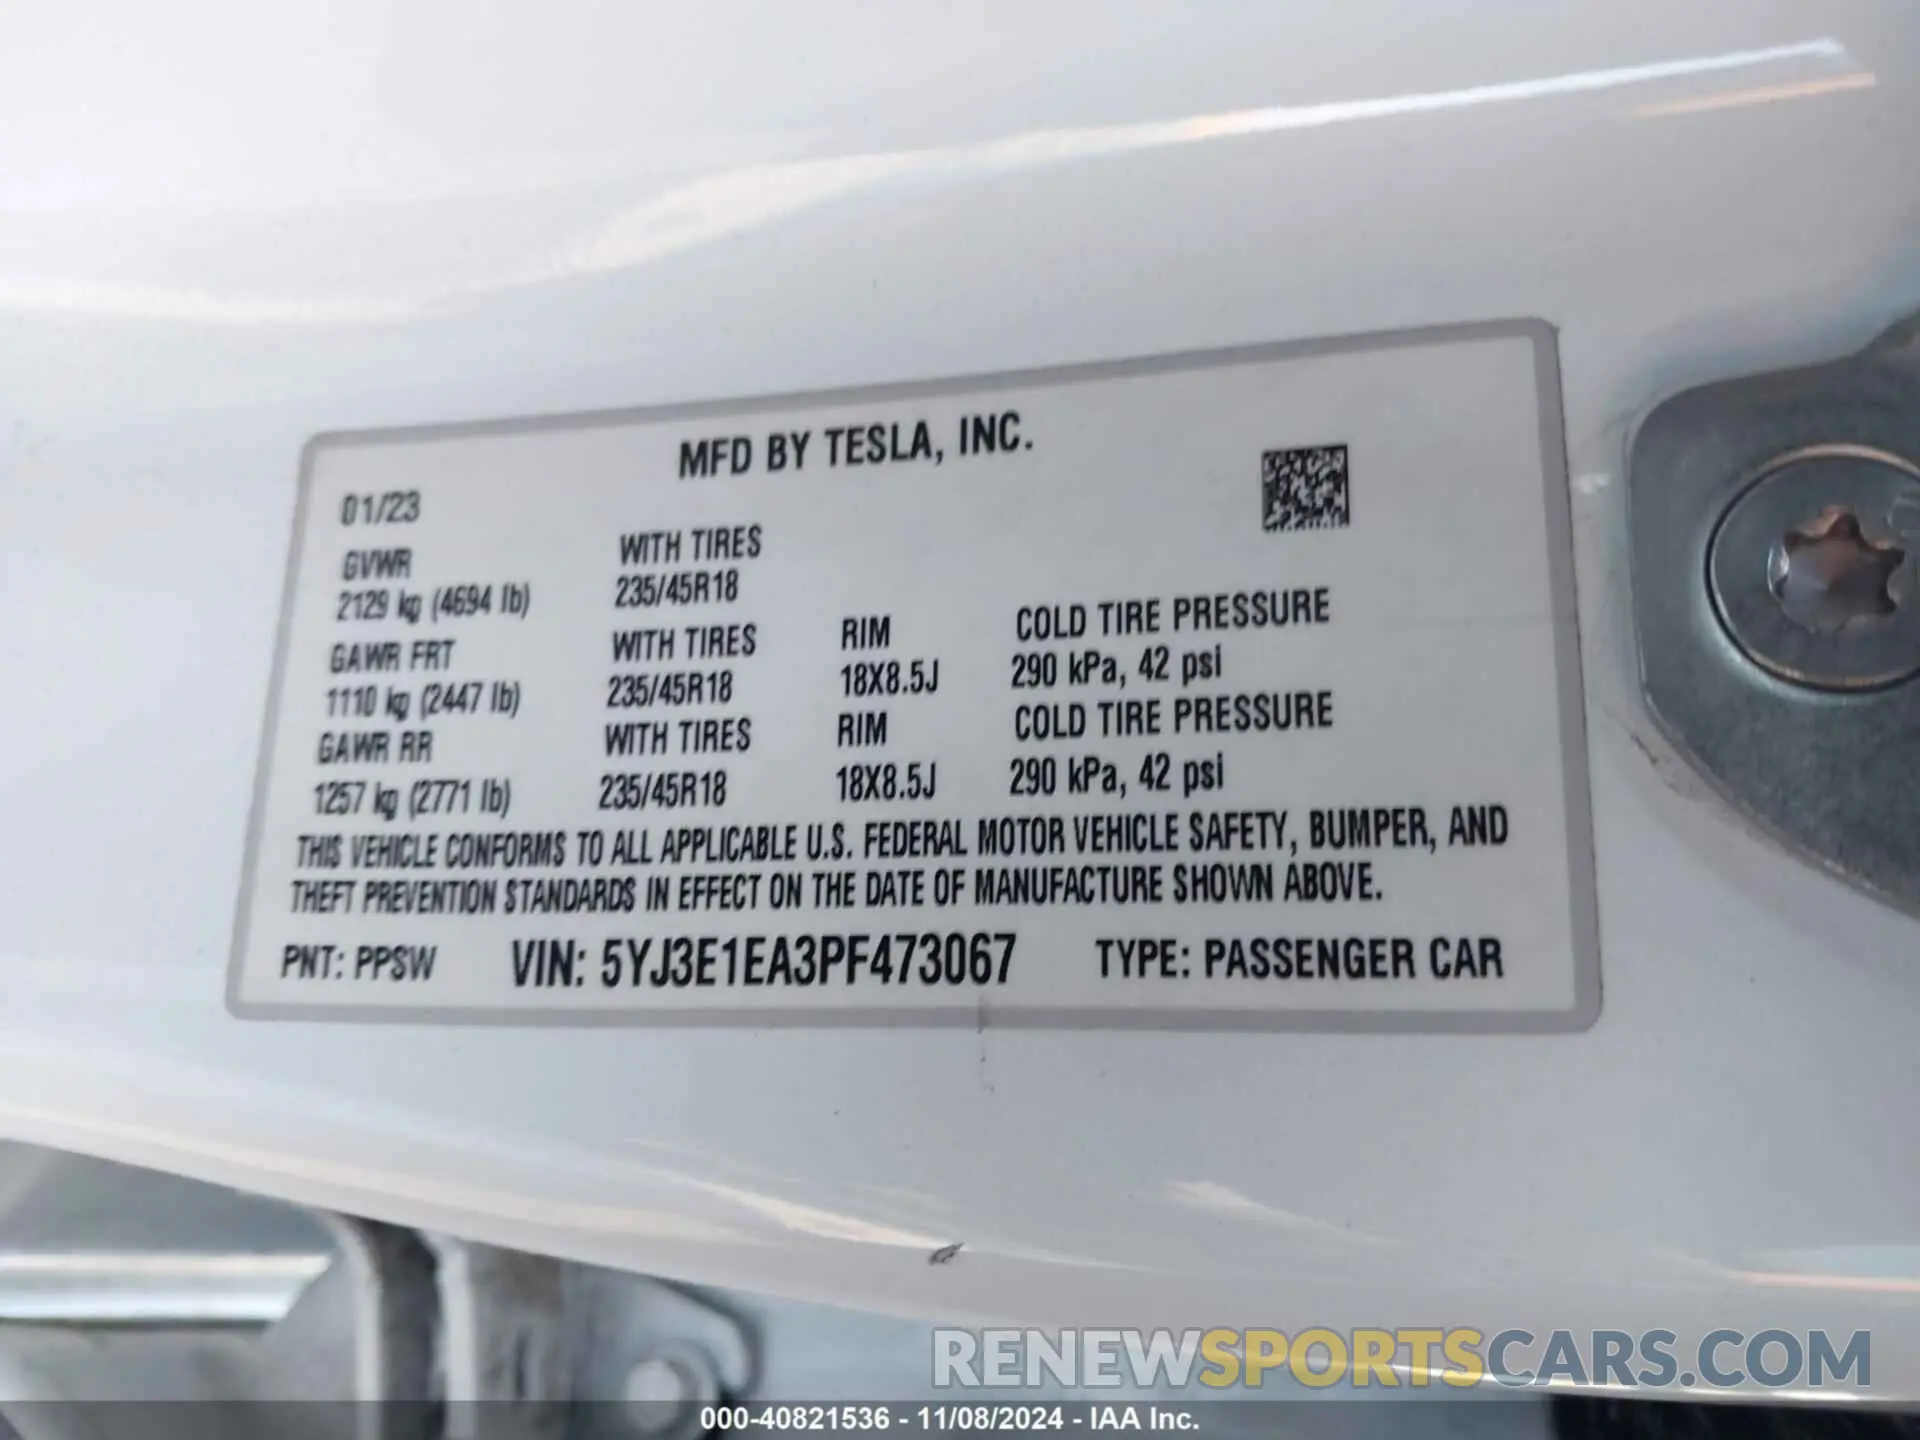 MFD BY TESLA, INC.
01/23
GVWR WITH TIRES
2129 kg (4694 lb) 235/45R18
GAWR FRT WITH TIRES RIM COLD TIRE PRESSURE
1110 kg (2447 lb) 235/45R18 18X8.5J 290 kPa, 42 psi
GAWR RR WITH TIRES RIM COLD TIRE PRESSURE
1257 kg (2771 lb) 235/45R18 18X8.5J 290 kPa, 42 psi
THIS VEHICLE CONFORMS TO ALL APPLICABLE U.S. FEDERAL MOTOR VEHICLE SAFETY, BUMPER, AND
THEFT PREVENTION STANDARDS IN EFFECT ON THE DATE OF MANUFACTURE SHOWN ABOVE.
PNT: PPSW VIN: 5YJ3E1EA3PF473067 TYPE: PASSENGER CAR
RENEWSPORTSCARS.COM
000-40821536 - 11/08/2024 - IAA Inc.